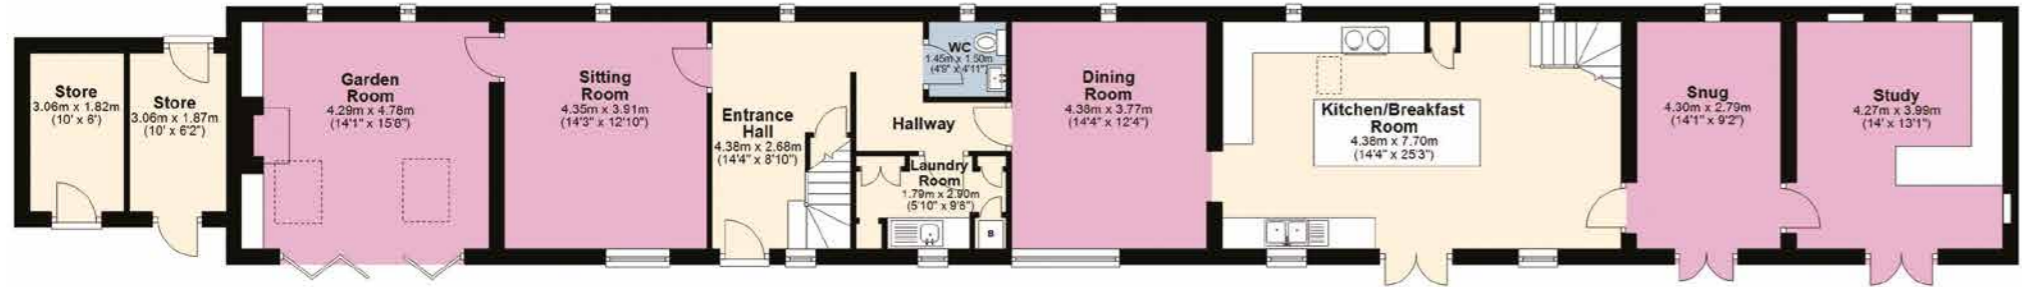 Store
3.06m x 1.82m
(10' x 6')
Store
3.06m x 1.87m
(10' x 6'2")
Garden
Room
4.29m x 4.78m
(14'1" x 15'8")
Sitting
Room
4.35m x 3.91m
(14'3" x 12'10")
Entrance
Hall
4.38m x 2.68m
(14'4" x 8'10")
WC
1.45m x 1.50m
(4'9" x 4'11")
Hallway
Laundry
Room
1.79m x 2.90m
(5'10" x 9'6")
B
Dining
Room
4.38m x 3.77m
(14'4" x 12'4")
Kitchen/Breakfast
Room
4.38m x 7.70m
(14'4" x 25'3")
Snug
4.30m x 2.79m
(14'1" x 9'2")
Study
4.27m x 3.99m
(14' x 13'1")